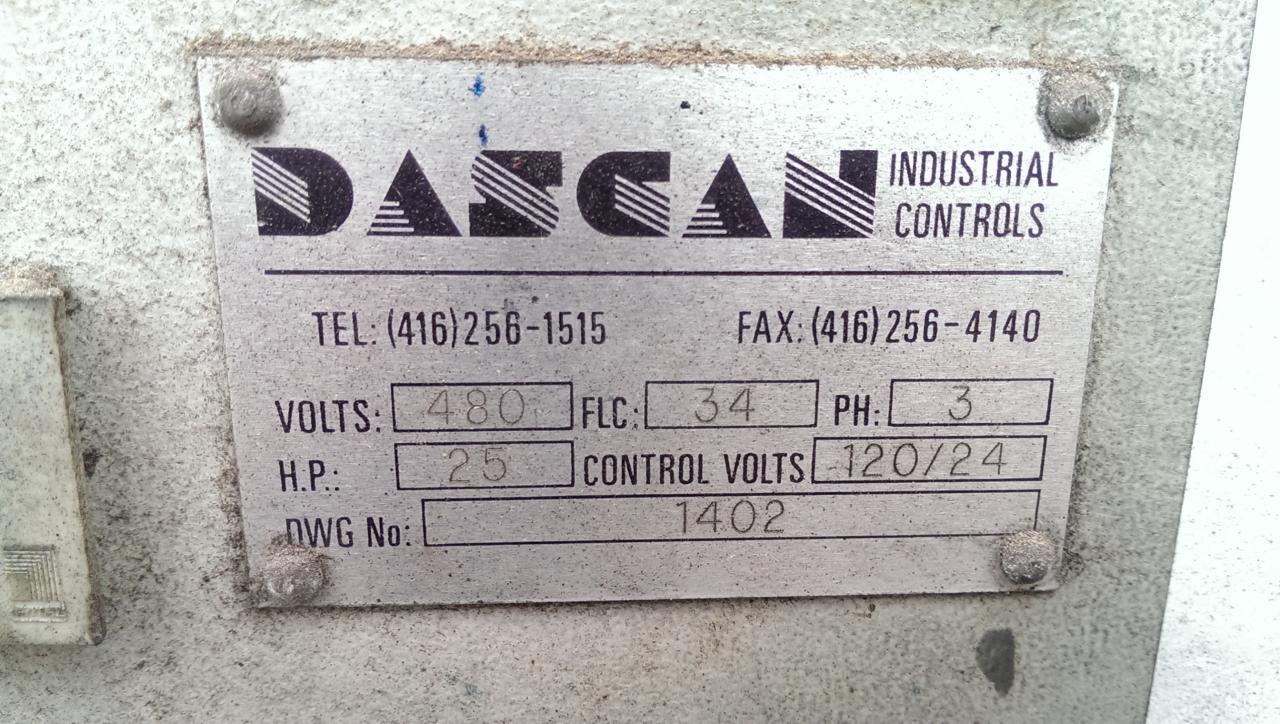 DASCAN INDUSTRIAL CONTROLS
TEL: (416) 256-1515 FAX: (416) 256-4140
VOLTS: 480 FLC: 34 PH: 3
H.P.: 25 CONTROL VOLTS 120/24
DWG No: 1402